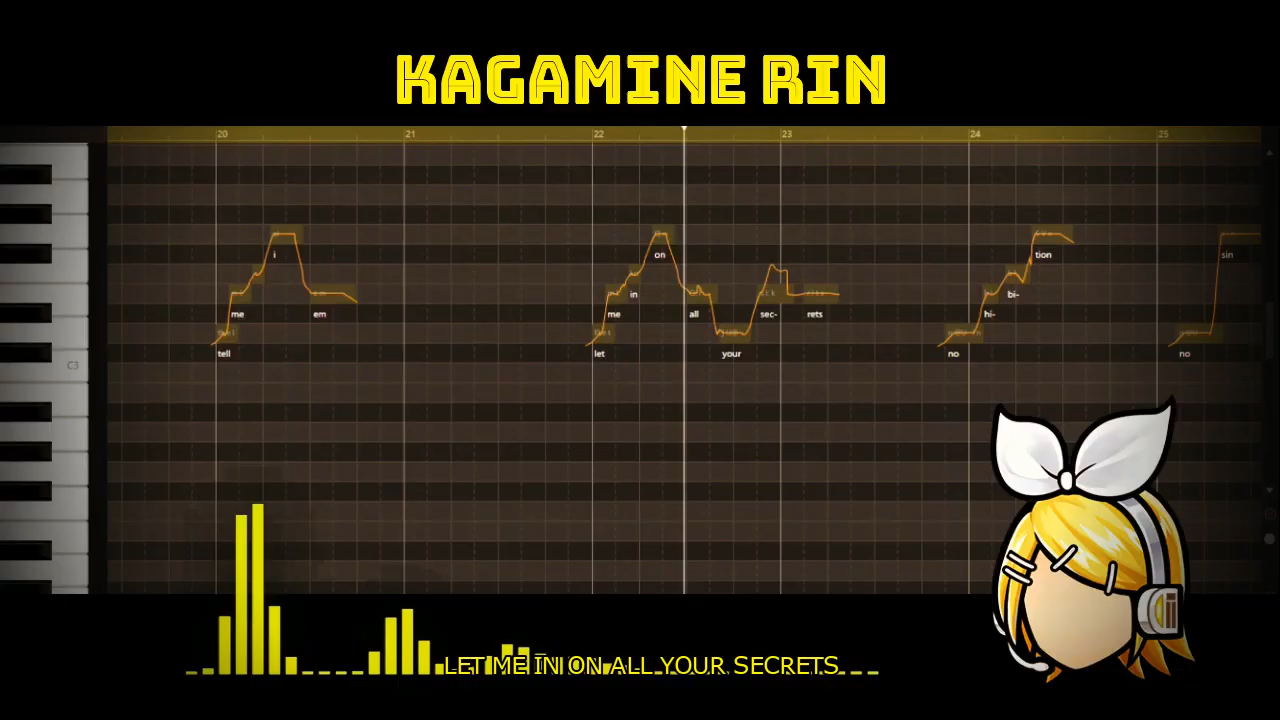 KAGAMINE RIN
20 21 22 23 24 25
i on tion sin
me em me in all sec- rets hi- bi-
tell let your no no
C3
LET ME IN ON ALL YOUR SECRETS